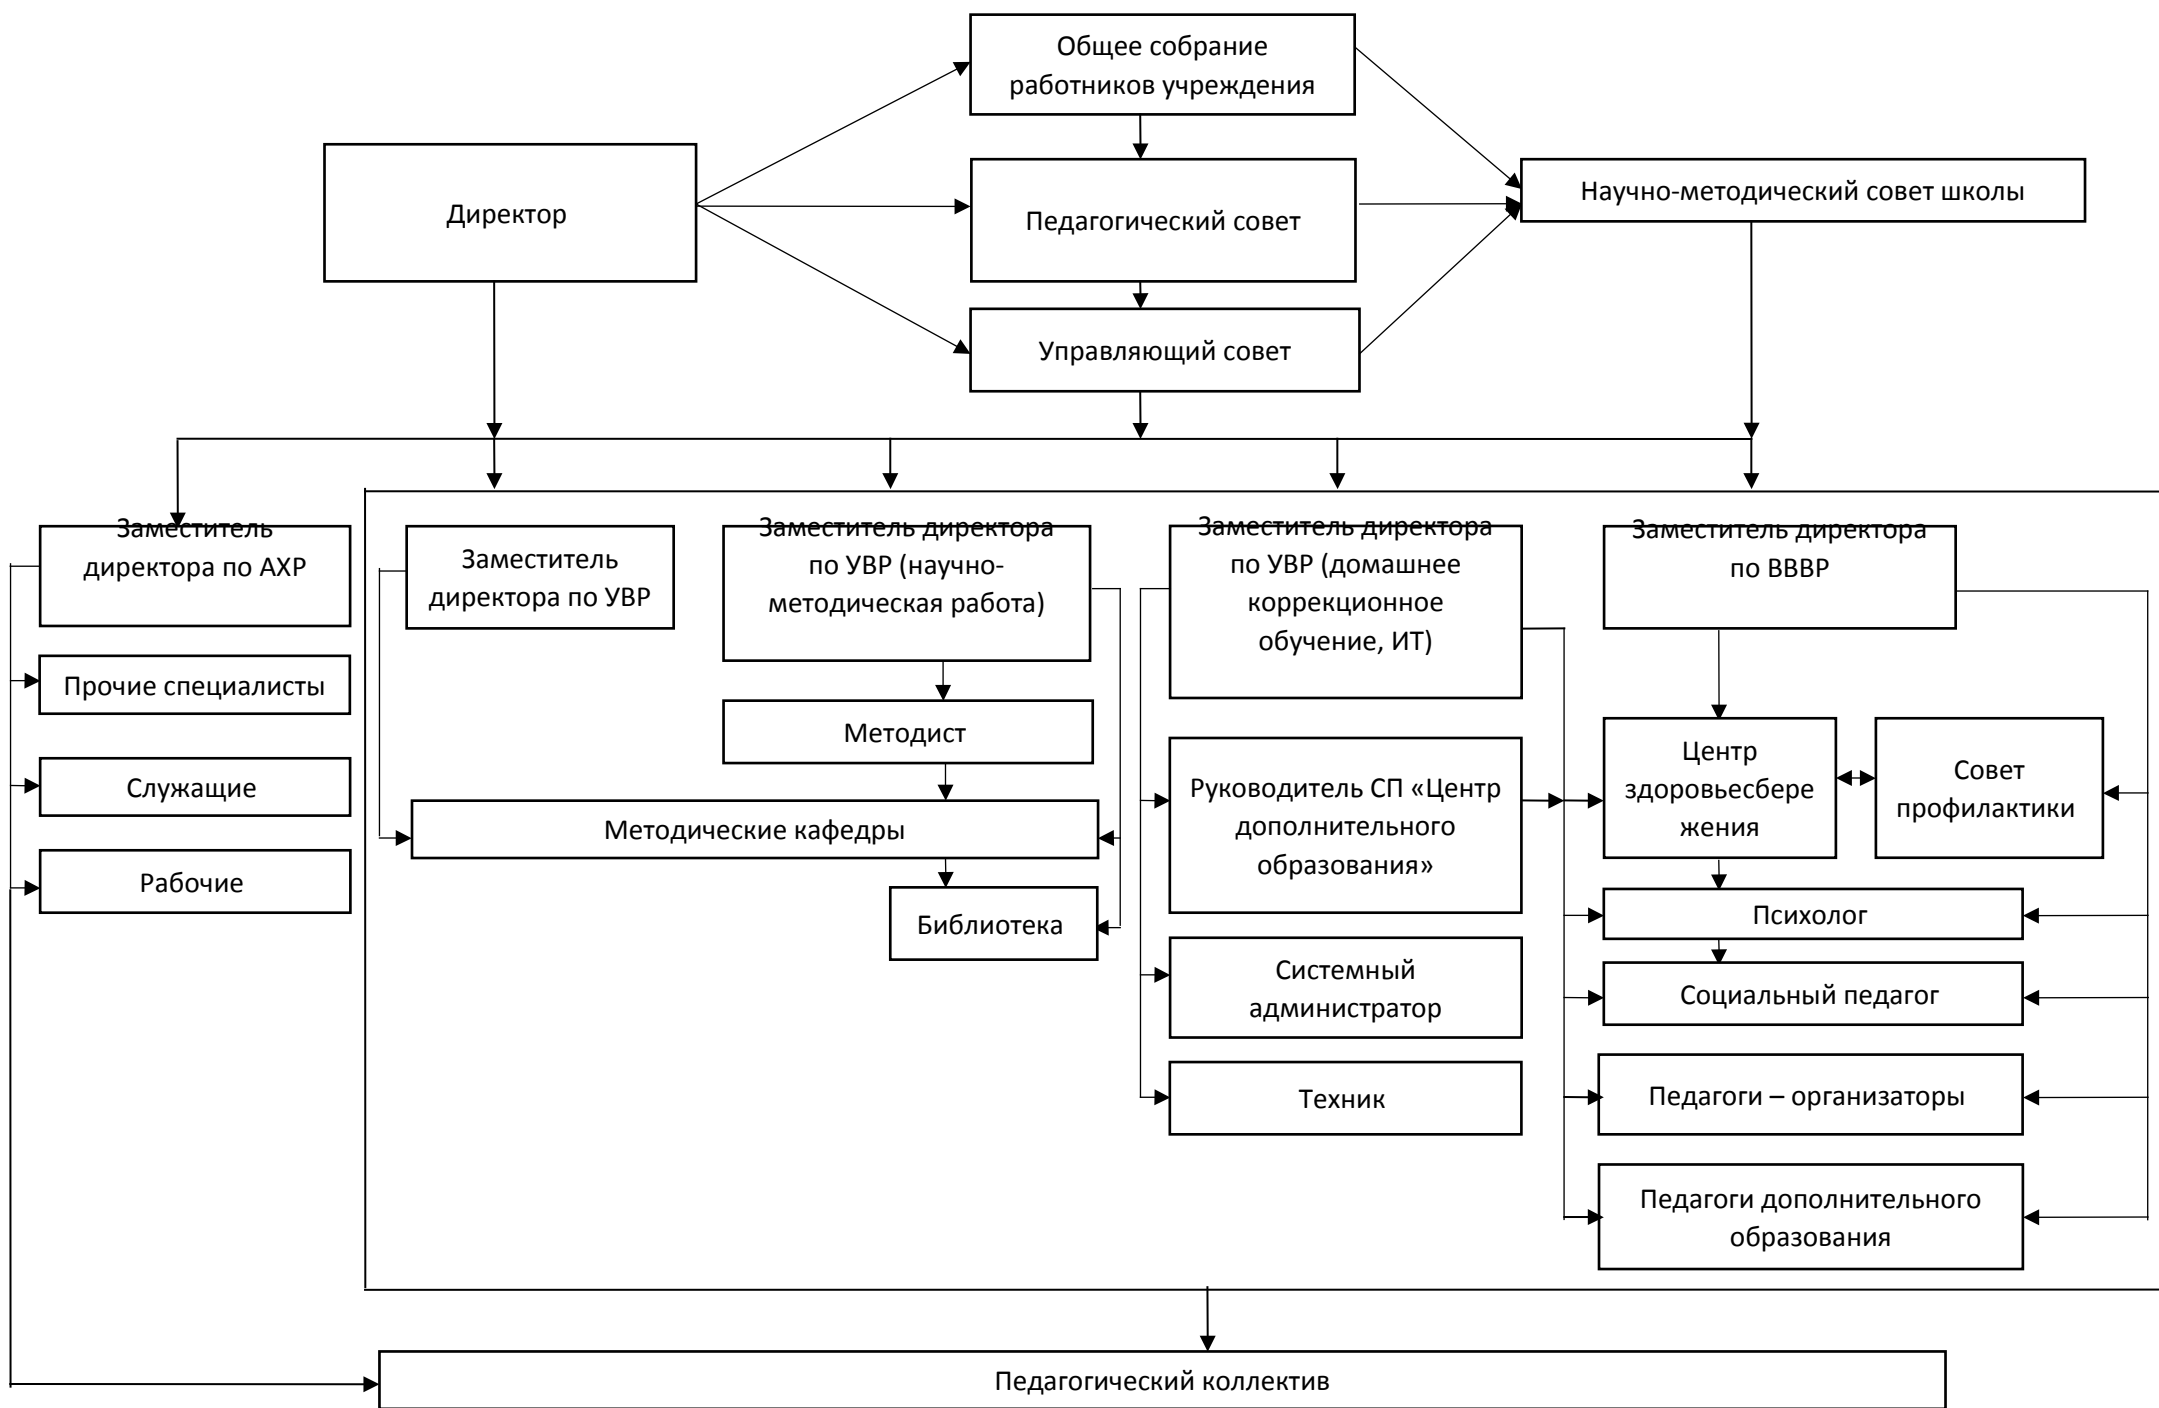 Общее собрание
работников учреждения
Директор
Педагогический совет
Научно-методический совет школы
Управляющий совет
Заместитель
директора по АХР
Прочие специалисты
Служащие
Рабочие
Заместитель
директора по УВР
Заместитель директора
по УВР (научно-
методическая работа)
Методист
Методические кафедры
Библиотека
Заместитель директора
по УВР (домашнее
коррекционное
обучение, ИТ)
Руководитель СП «Центр
дополнительного
образования»
Системный
администратор
Техник
Заместитель директора
по ВВВР
Центр
здоровьесбере
жения
Совет
профилактики
Психолог
Социальный педагог
Педагоги – организаторы
Педагоги дополнительного
образования
Педагогический коллектив